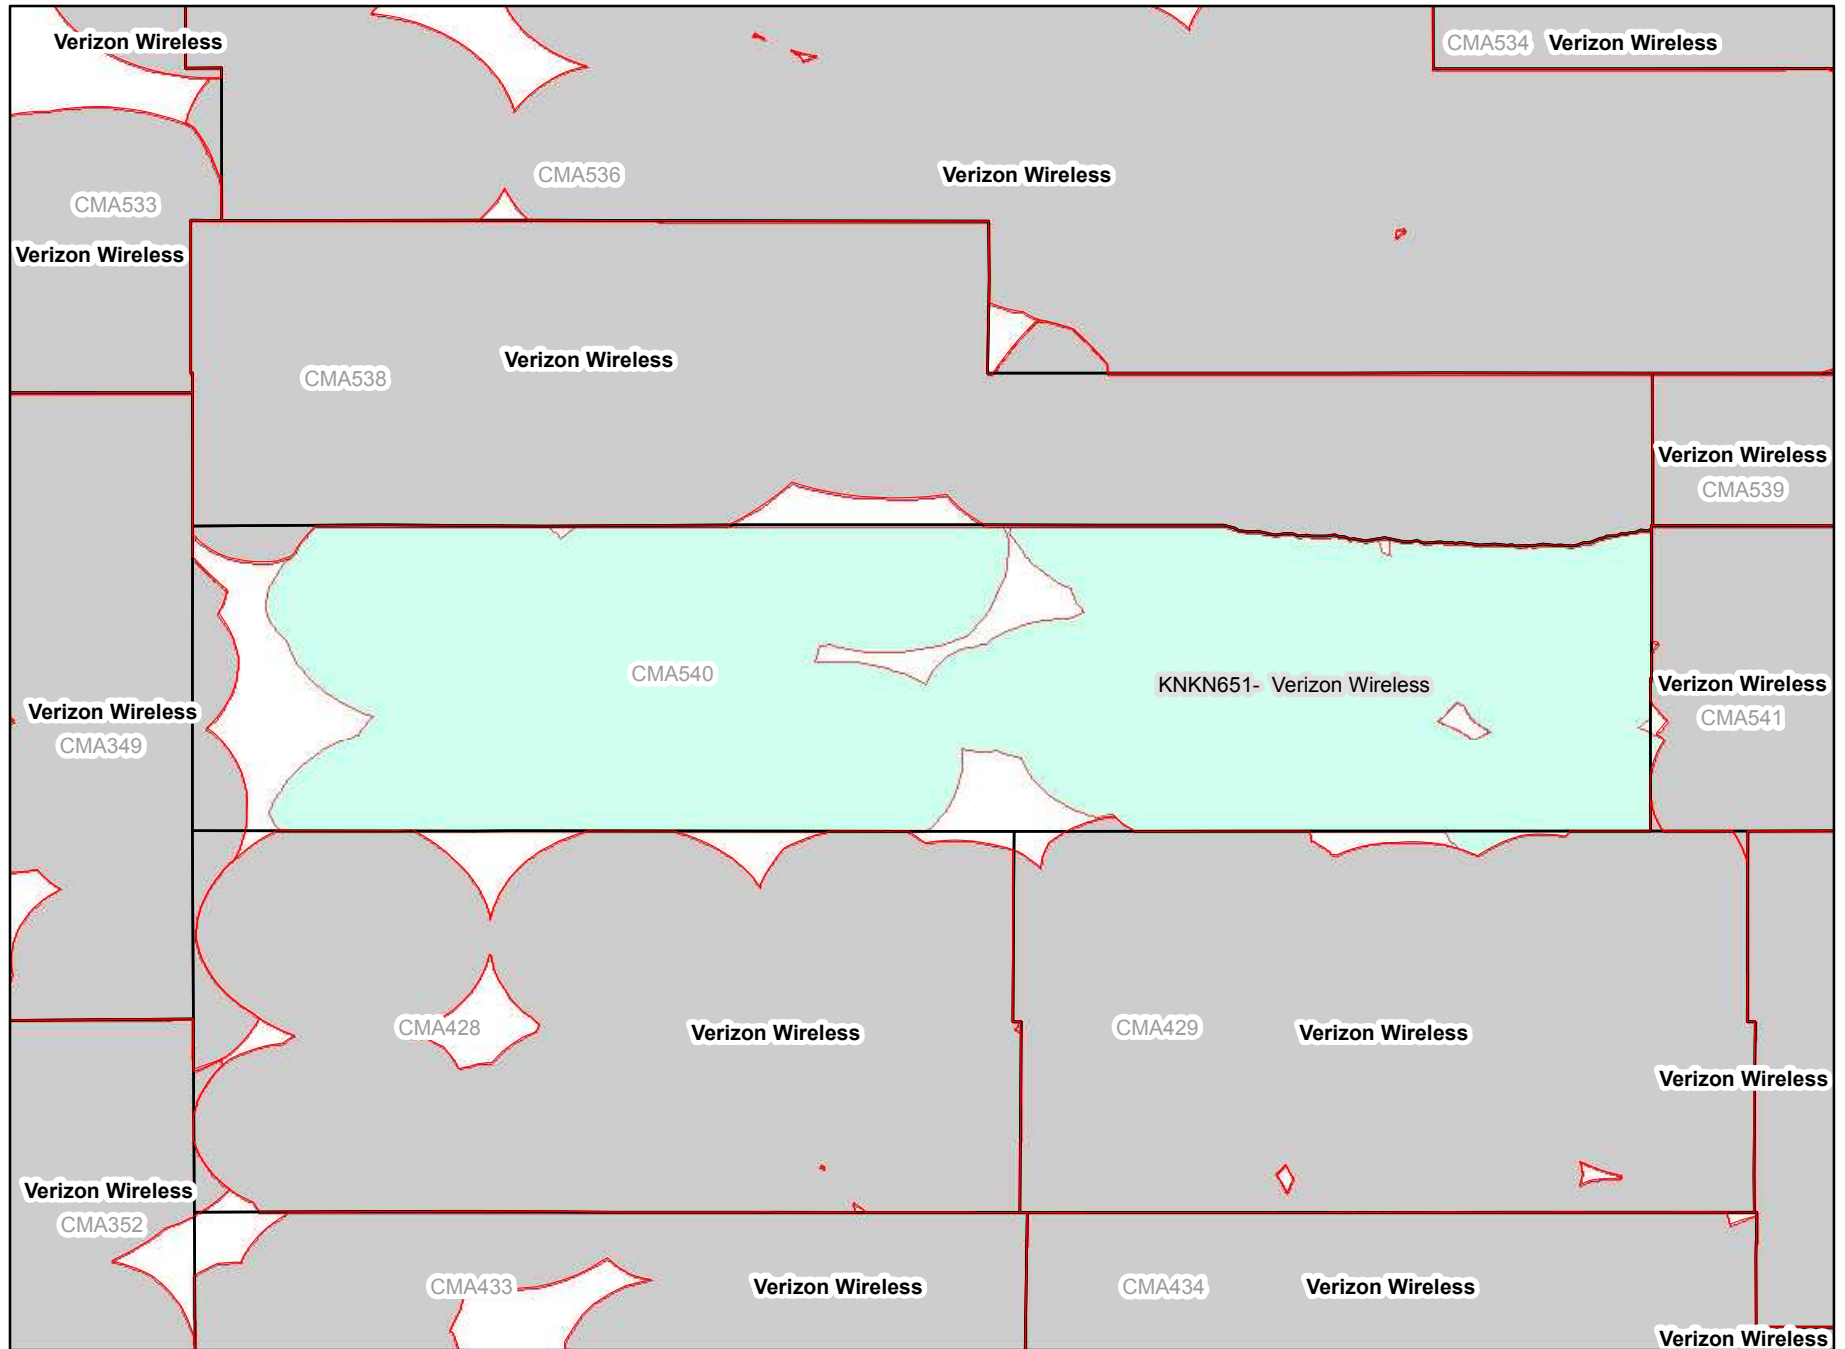 Verizon Wireless
CMA534 Verizon Wireless
CMA536
Verizon Wireless
CMA533
Verizon Wireless
Verizon Wireless
CMA538
Verizon Wireless
CMA539
CMA540
KNKN651- Verizon Wireless
Verizon Wireless
CMA541
Verizon Wireless
CMA349
CMA428
Verizon Wireless
CMA429
Verizon Wireless
Verizon Wireless
Verizon Wireless
CMA352
CMA433
Verizon Wireless
CMA434
Verizon Wireless
Verizon Wireless